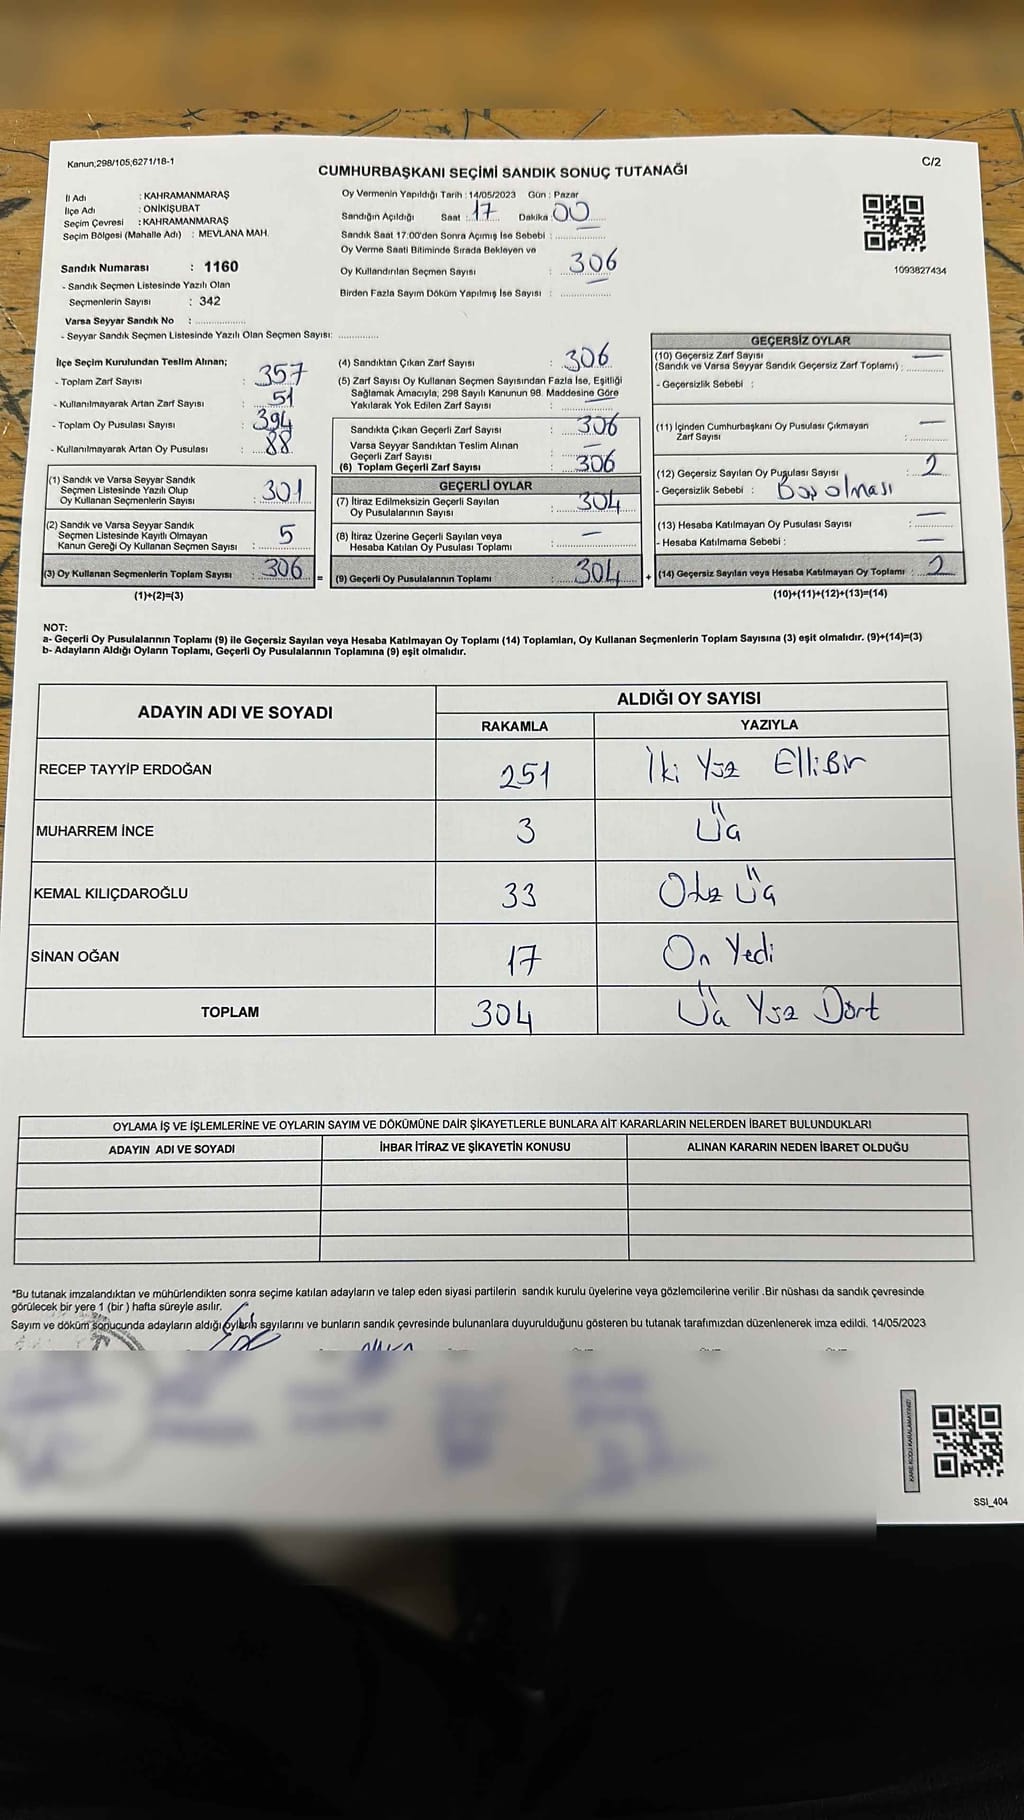 Kanun;298/105;6271/18-1
C/2
CUMHURBAŞKANI SEÇİMİ SANDIK SONUÇ TUTANAĞI
İl Adı : KAHRAMANMARAŞ
İlçe Adı : ONİKİŞUBAT
Seçim Çevresi : KAHRAMANMARAŞ
Seçim Bölgesi (Mahalle Adı) : MEVLANA MAH.
Sandık Numarası : 1160
- Sandık Seçmen Listesinde Yazılı Olan
Seçmenlerin Sayısı : 342
Varsa Seyyar Sandık No : ................
- Seyyar Sandık Seçmen Listesinde Yazılı Olan Seçmen Sayısı: .............
Oy Vermenin Yapıldığı Tarih : 14/05/2023 Gün : Pazar
Sandığın Açıldığı Saat : 17 Dakika : 00
Sandık Saat 17:00'den Sonra Açımış İse Sebebi : ................
Oy Verme Saati Bitiminde Sırada Bekleyen ve
Oy Kullandırılan Seçmen Sayısı : 306
Birden Fazla Sayım Döküm Yapılmış İse Sayısı : ................
1093827434
İlçe Seçim Kurulundan Teslim Alınan;
- Toplam Zarf Sayısı : 357
- Kullanılmayarak Artan Zarf Sayısı : 51
- Toplam Oy Pusulası Sayısı : 394
- Kullanılmayarak Artan Oy Pusulası : 88
(1) Sandık ve Varsa Seyyar Sandık
Seçmen Listesinde Yazılı Olup
Oy Kullanan Seçmenlerin Sayısı : 301
(2) Sandık ve Varsa Seyyar Sandık
Seçmen Listesinde Kayıtlı Olmayan
Kanun Gereği Oy Kullanan Seçmen Sayısı : 5
(3) Oy Kullanan Seçmenlerin Toplam Sayısı : 306
(1)+(2)=(3)
=
(4) Sandıktan Çıkan Zarf Sayısı : 306
(5) Zarf Sayısı Oy Kullanan Seçmen Sayısından Fazla İse, Eşitliği
Sağlamak Amacıyla; 298 Sayılı Kanunun 98. Maddesine Göre
Yakılarak Yok Edilen Zarf Sayısı : —
Sandıkta Çıkan Geçerli Zarf Sayısı : 306
Varsa Seyyar Sandıktan Teslim Alınan
Geçerli Zarf Sayısı : —
(6) Toplam Geçerli Zarf Sayısı : 306
GEÇERLİ OYLAR
(7) İtiraz Edilmeksizin Geçerli Sayılan
Oy Pusulalarının Sayısı : 304
(8) İtiraz Üzerine Geçerli Sayılan veya
Hesaba Katılan Oy Pusulası Toplamı : —
(9) Geçerli Oy Pusulalarının Toplamı : 304
+
GEÇERSİZ OYLAR
(10) Geçersiz Zarf Sayısı
(Sandık ve Varsa Seyyar Sandık Geçersiz Zarf Toplamı) : —
- Geçersizlik Sebebi :
(11) İçinden Cumhurbaşkanı Oy Pusulası Çıkmayan
Zarf Sayısı : —
(12) Geçersiz Sayılan Oy Pusulası Sayısı : 2
- Geçersizlik Sebebi : Boş olması
(13) Hesaba Katılmayan Oy Pusulası Sayısı : —
- Hesaba Katılmama Sebebi : —
(14) Geçersiz Sayılan veya Hesaba Katılmayan Oy Toplamı : 2
(10)+(11)+(12)+(13)=(14)
NOT:
a- Geçerli Oy Pusulalarının Toplamı (9) ile Geçersiz Sayılan veya Hesaba Katılmayan Oy Toplamı (14) Toplamları, Oy Kullanan Seçmenlerin Toplam Sayısına (3) eşit olmalıdır. (9)+(14)=(3)
b- Adayların Aldığı Oyların Toplamı, Geçerli Oy Pusulalarının Toplamına (9) eşit olmalıdır.
ADAYIN ADI VE SOYADI
ALDIĞI OY SAYISI
RAKAMLA YAZIYLA
RECEP TAYYİP ERDOĞAN 251 İki Yüz Ellibir
MUHARREM İNCE 3 Üç
KEMAL KILIÇDAROĞLU 33 Otuz Üç
SİNAN OĞAN 17 On Yedi
TOPLAM 304 Üç Yüz Dört
OYLAMA İŞ VE İŞLEMLERİNE VE OYLARIN SAYIM VE DÖKÜMÜNE DAİR ŞİKAYETLERLE BUNLARA AİT KARARLARIN NELERDEN İBARET BULUNDUKLARI
ADAYIN ADI VE SOYADI İHBAR İTİRAZ VE ŞİKAYETİN KONUSU ALINAN KARARIN NEDEN İBARET OLDUĞU
*Bu tutanak imzalandıktan ve mühürlendikten sonra seçime katılan adayların ve talep eden siyasi partilerin sandık kurulu üyelerine veya gözlemcilerine verilir .Bir nüshası da sandık çevresinde
görülecek bir yere 1 (bir ) hafta süreyle asılır.
Sayım ve döküm sonucunda adayların aldığı oyların sayılarını ve bunların sandık çevresinde bulunanlara duyurulduğunu gösteren bu tutanak tarafımızdan düzenlenerek imza edildi. 14/05/2023
KARE KODU KARALAMAYINIZ!
SSI_404